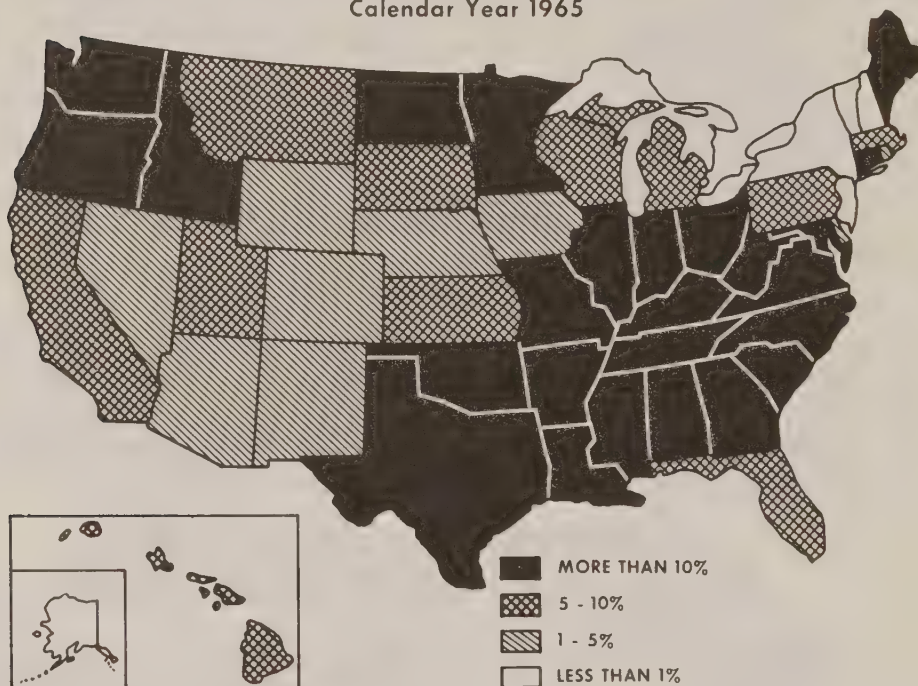 Calendar Year 1965
MORE THAN 10%
5 - 10%
1 - 5%
LESS THAN 1%